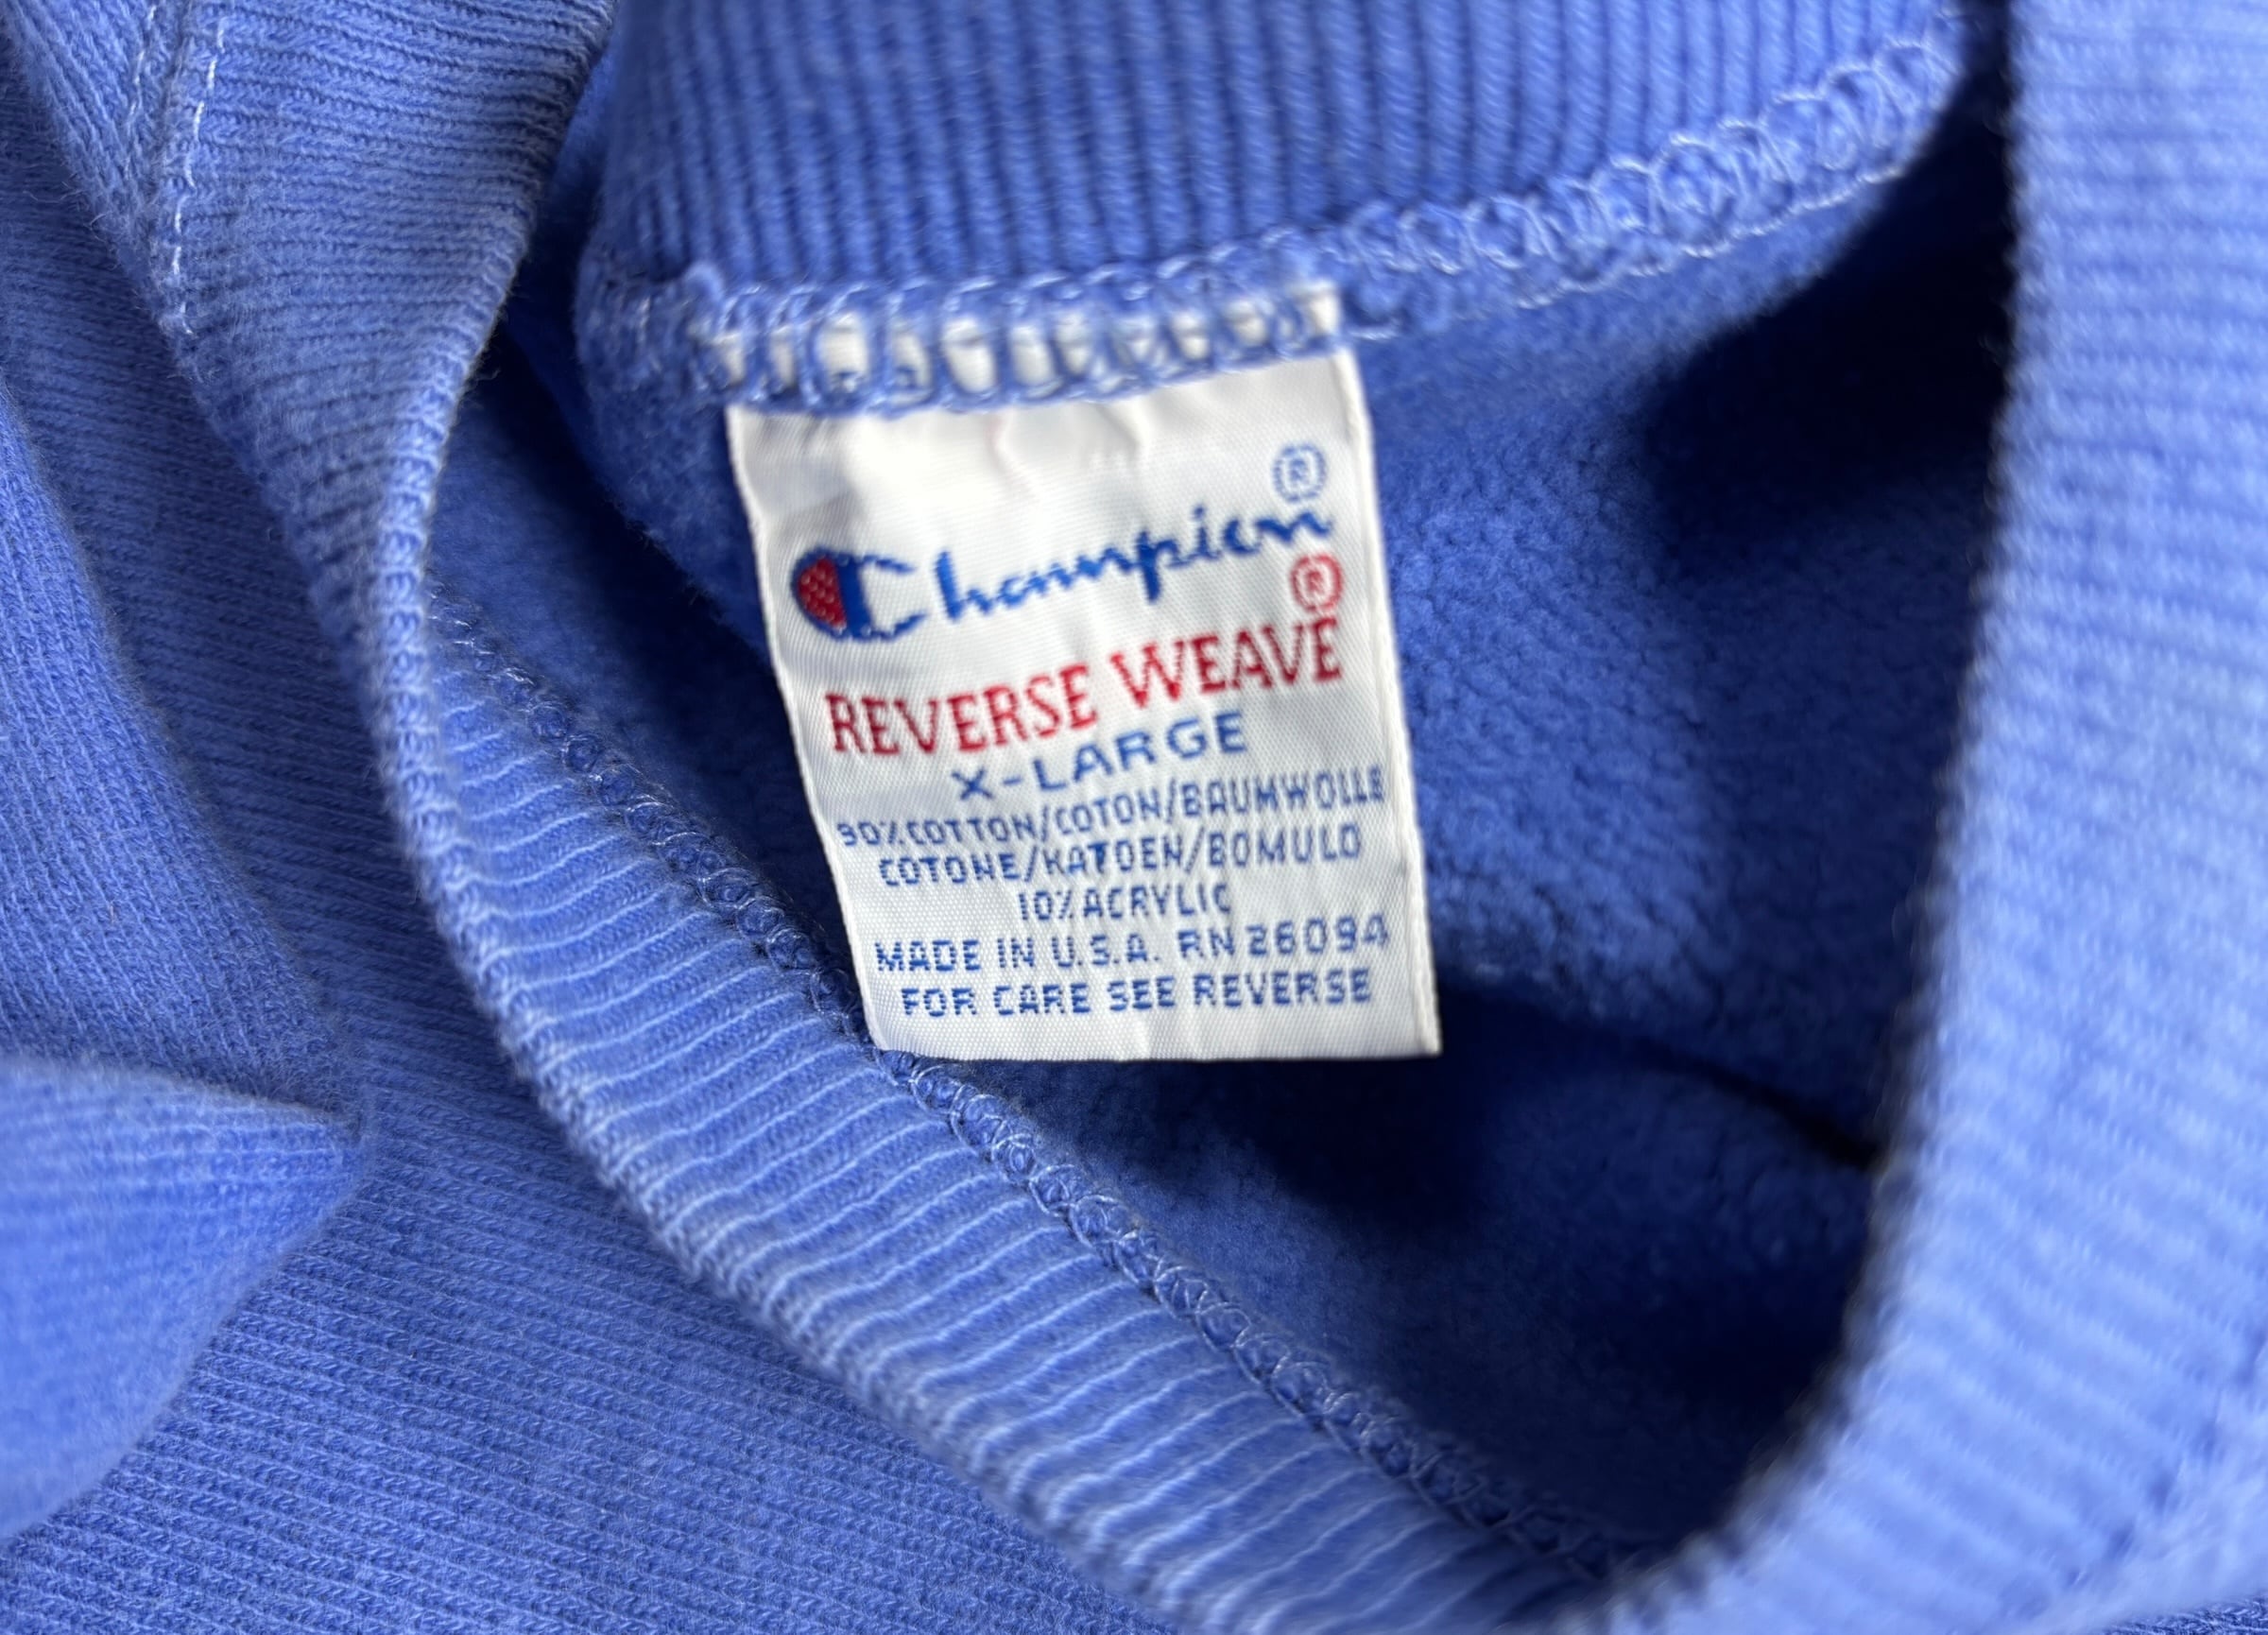 Champion®
REVERSE WEAVE®
X-LARGE
90% COTTON/COTON/BAUMWOLLE
COTONE/KATOEN/BOMULD
10% ACRYLIC
MADE IN U.S.A. RN 26094
FOR CARE SEE REVERSE